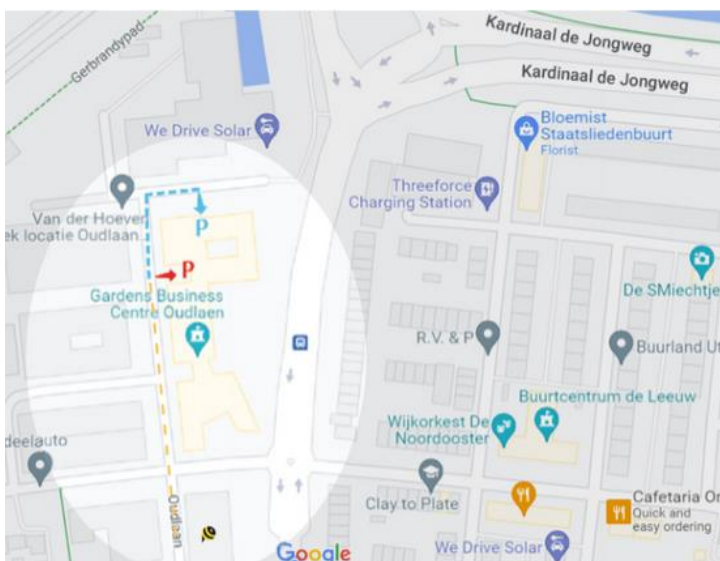 Kardinaal de Jongweg
Gerbrandypad
Kardinaal de Jongweg
Bloemist
Staatsliedenbuurt
Florist
We Drive Solar
Threeforce
Charging Station
Van der Hoeven
ek locatie Oudlaan
P
P
De SMiechtje
Gardens Business
Centre Oudlaen
R.V. & P
Buurland Ut
Buurtcentrum de Leeuw
Wijkorkest De
Noordooster
deelauto
Clay to Plate
Cafetaria Or
Quick and
easy ordering
Oudlaan
We Drive Solar
Google